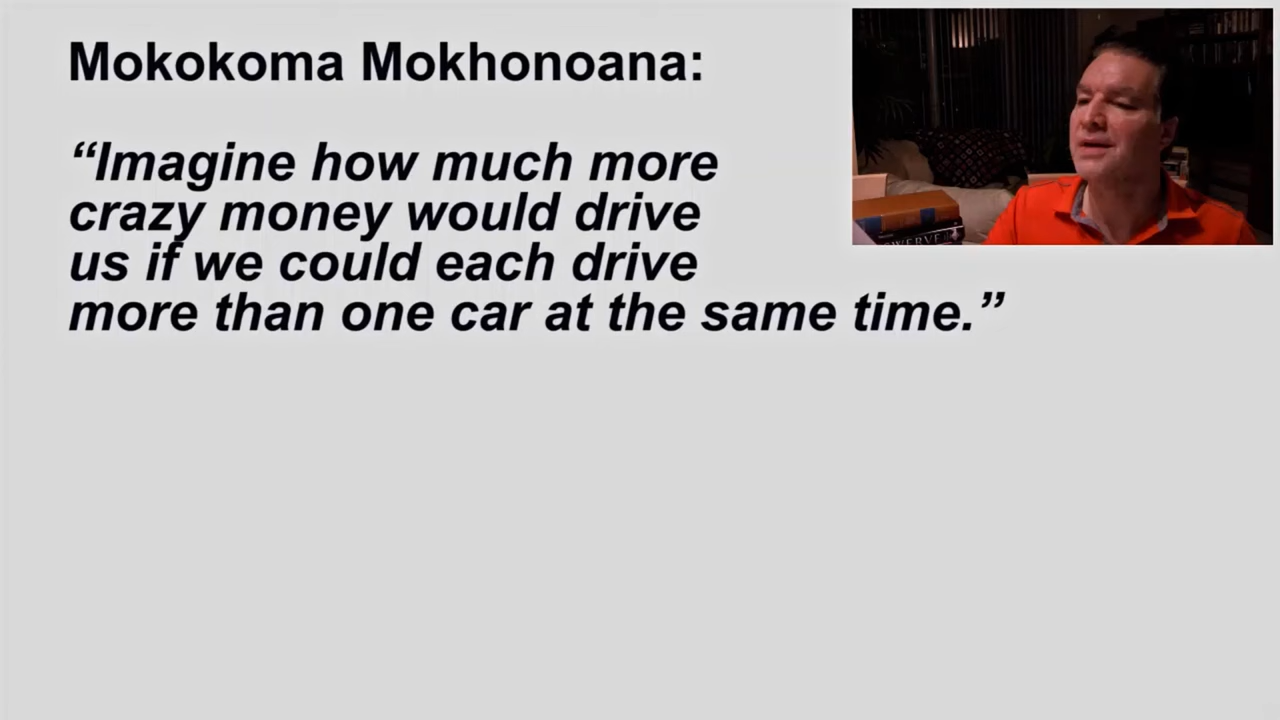 Mokokoma Mokhonoana:
“Imagine how much more
crazy money would drive
us if we could each drive
more than one car at the same time.”
SWERVE